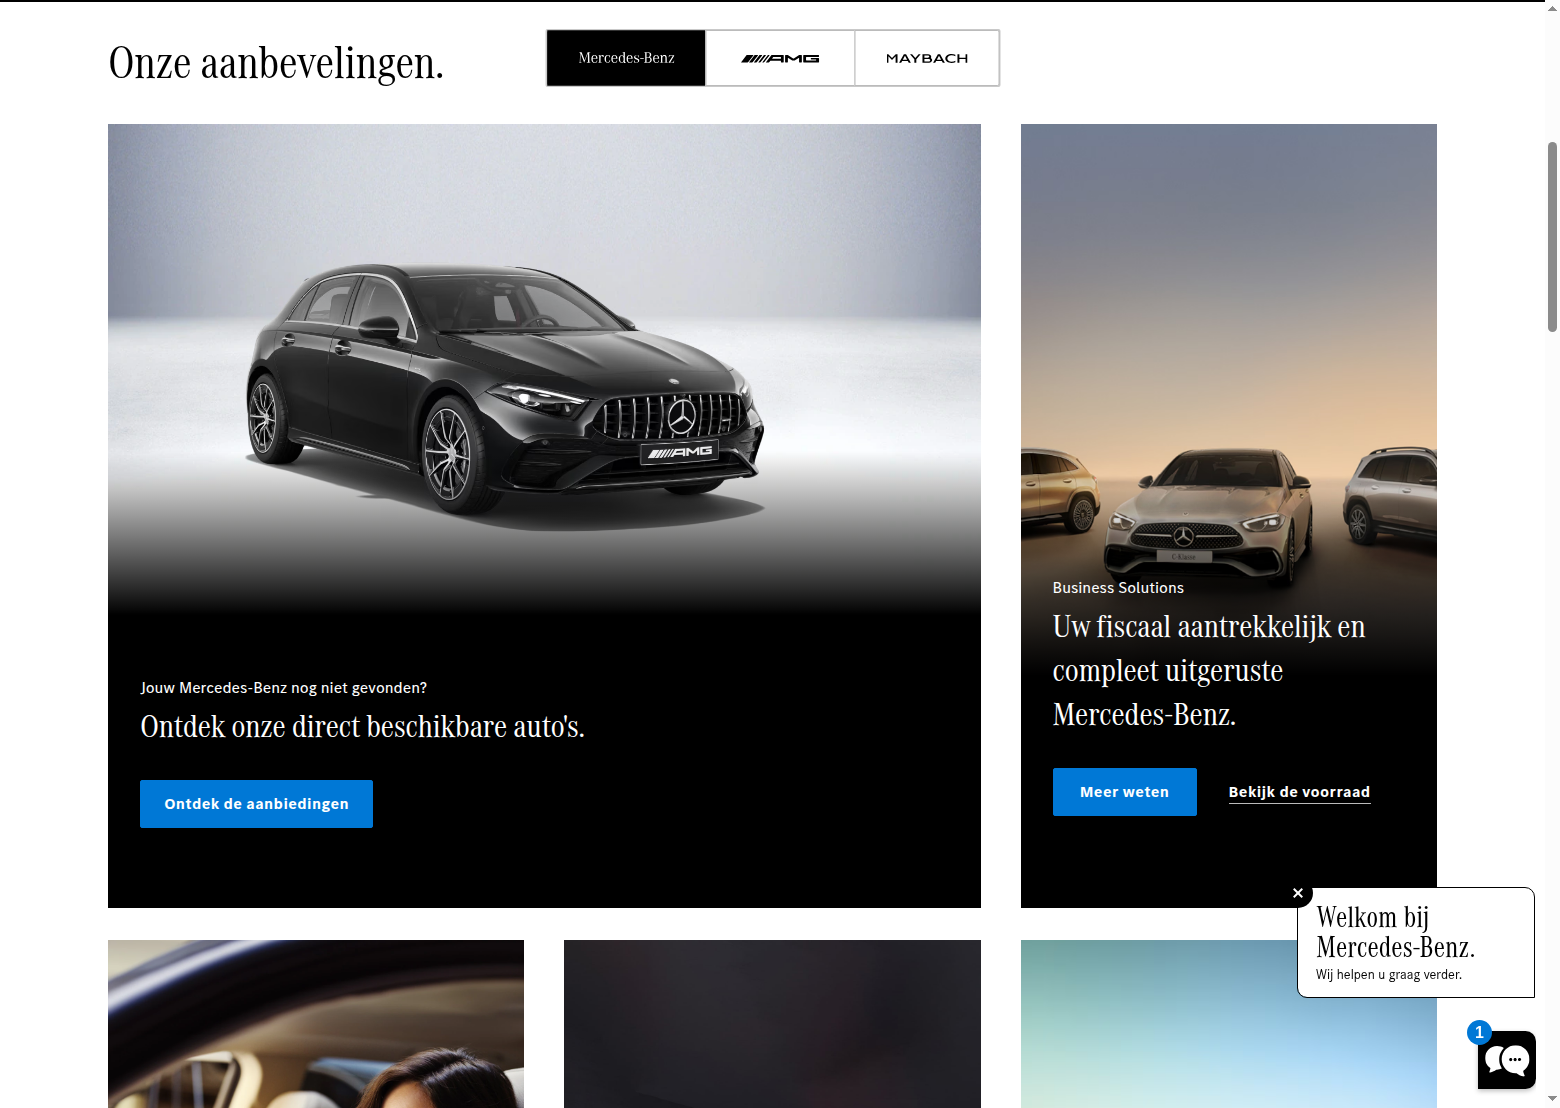 Onze aanbevelingen.
Mercedes-Benz
AMG
MAYBACH
AMG
C-Klasse
Jouw Mercedes-Benz nog niet gevonden?
Ontdek onze direct beschikbare auto's.
Ontdek de aanbiedingen
Business Solutions
Uw fiscaal aantrekkelijk en
compleet uitgeruste
Mercedes-Benz.
Meer weten
Bekijk de voorraad
Welkom bij
Mercedes-Benz.
Wij helpen u graag verder.
1